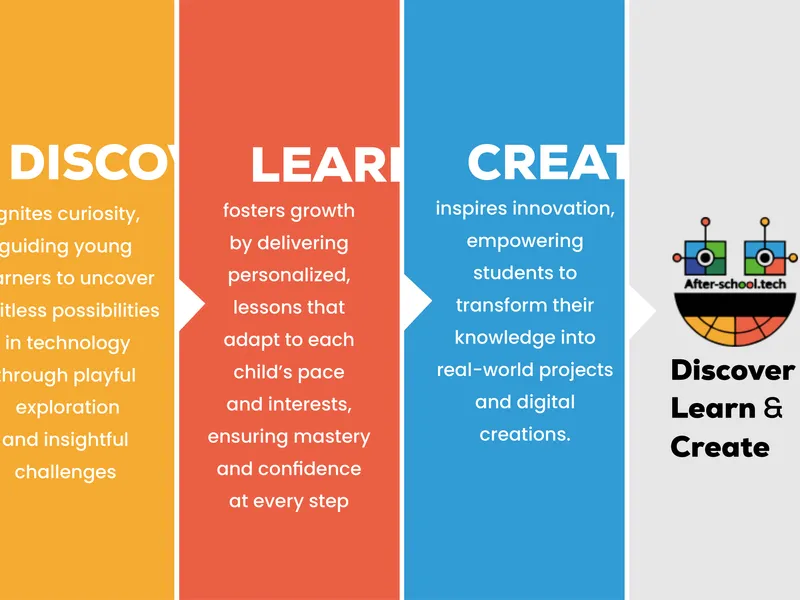 DISCOV
gnites curiosity,
guiding young
arners to uncover
itless possibilities
in technology
through playful
exploration
and insightful
challenges
LEARN
fosters growth
by delivering
personalized,
lessons that
adapt to each
child’s pace
and interests,
ensuring mastery
and confidence
at every step
CREAT
inspires innovation,
empowering
students to
transform their
knowledge into
real-world projects
and digital
creations.
After-school.tech
Discover
Learn &
Create